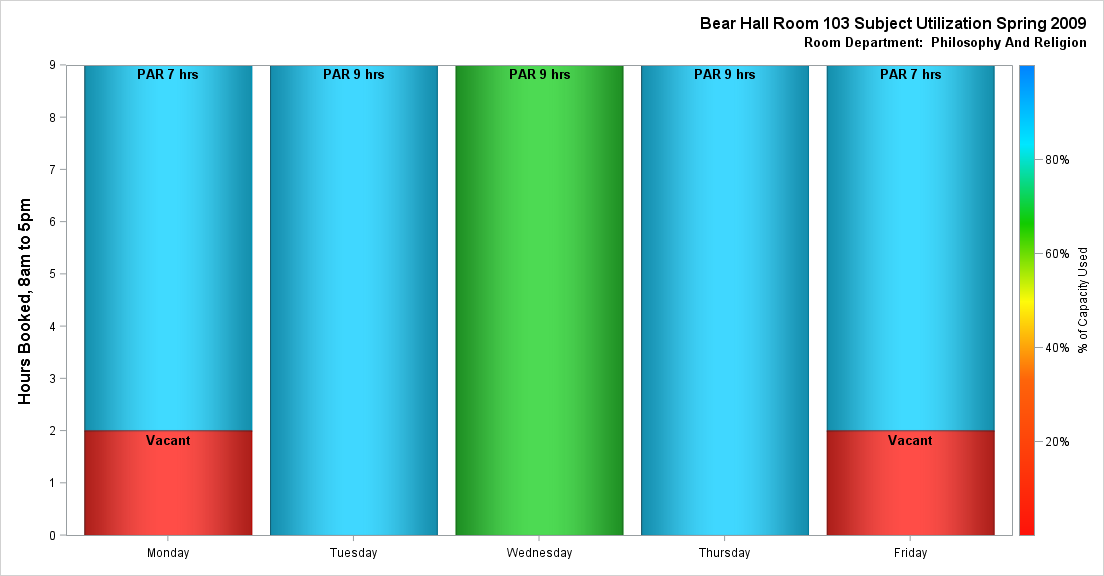 Bear Hall Room 103 Subject Utilization Spring 2009
Room Department:  Philosophy And Religion
Hours Booked, 8am to 5pm
9
8
7
6
5
4
3
2
1
0
PAR 7 hrs
PAR 9 hrs
PAR 9 hrs
PAR 9 hrs
PAR 7 hrs
Vacant
Vacant
Monday
Tuesday
Wednesday
Thursday
Friday
80%
60%
40%
20%
% of Capacity Used